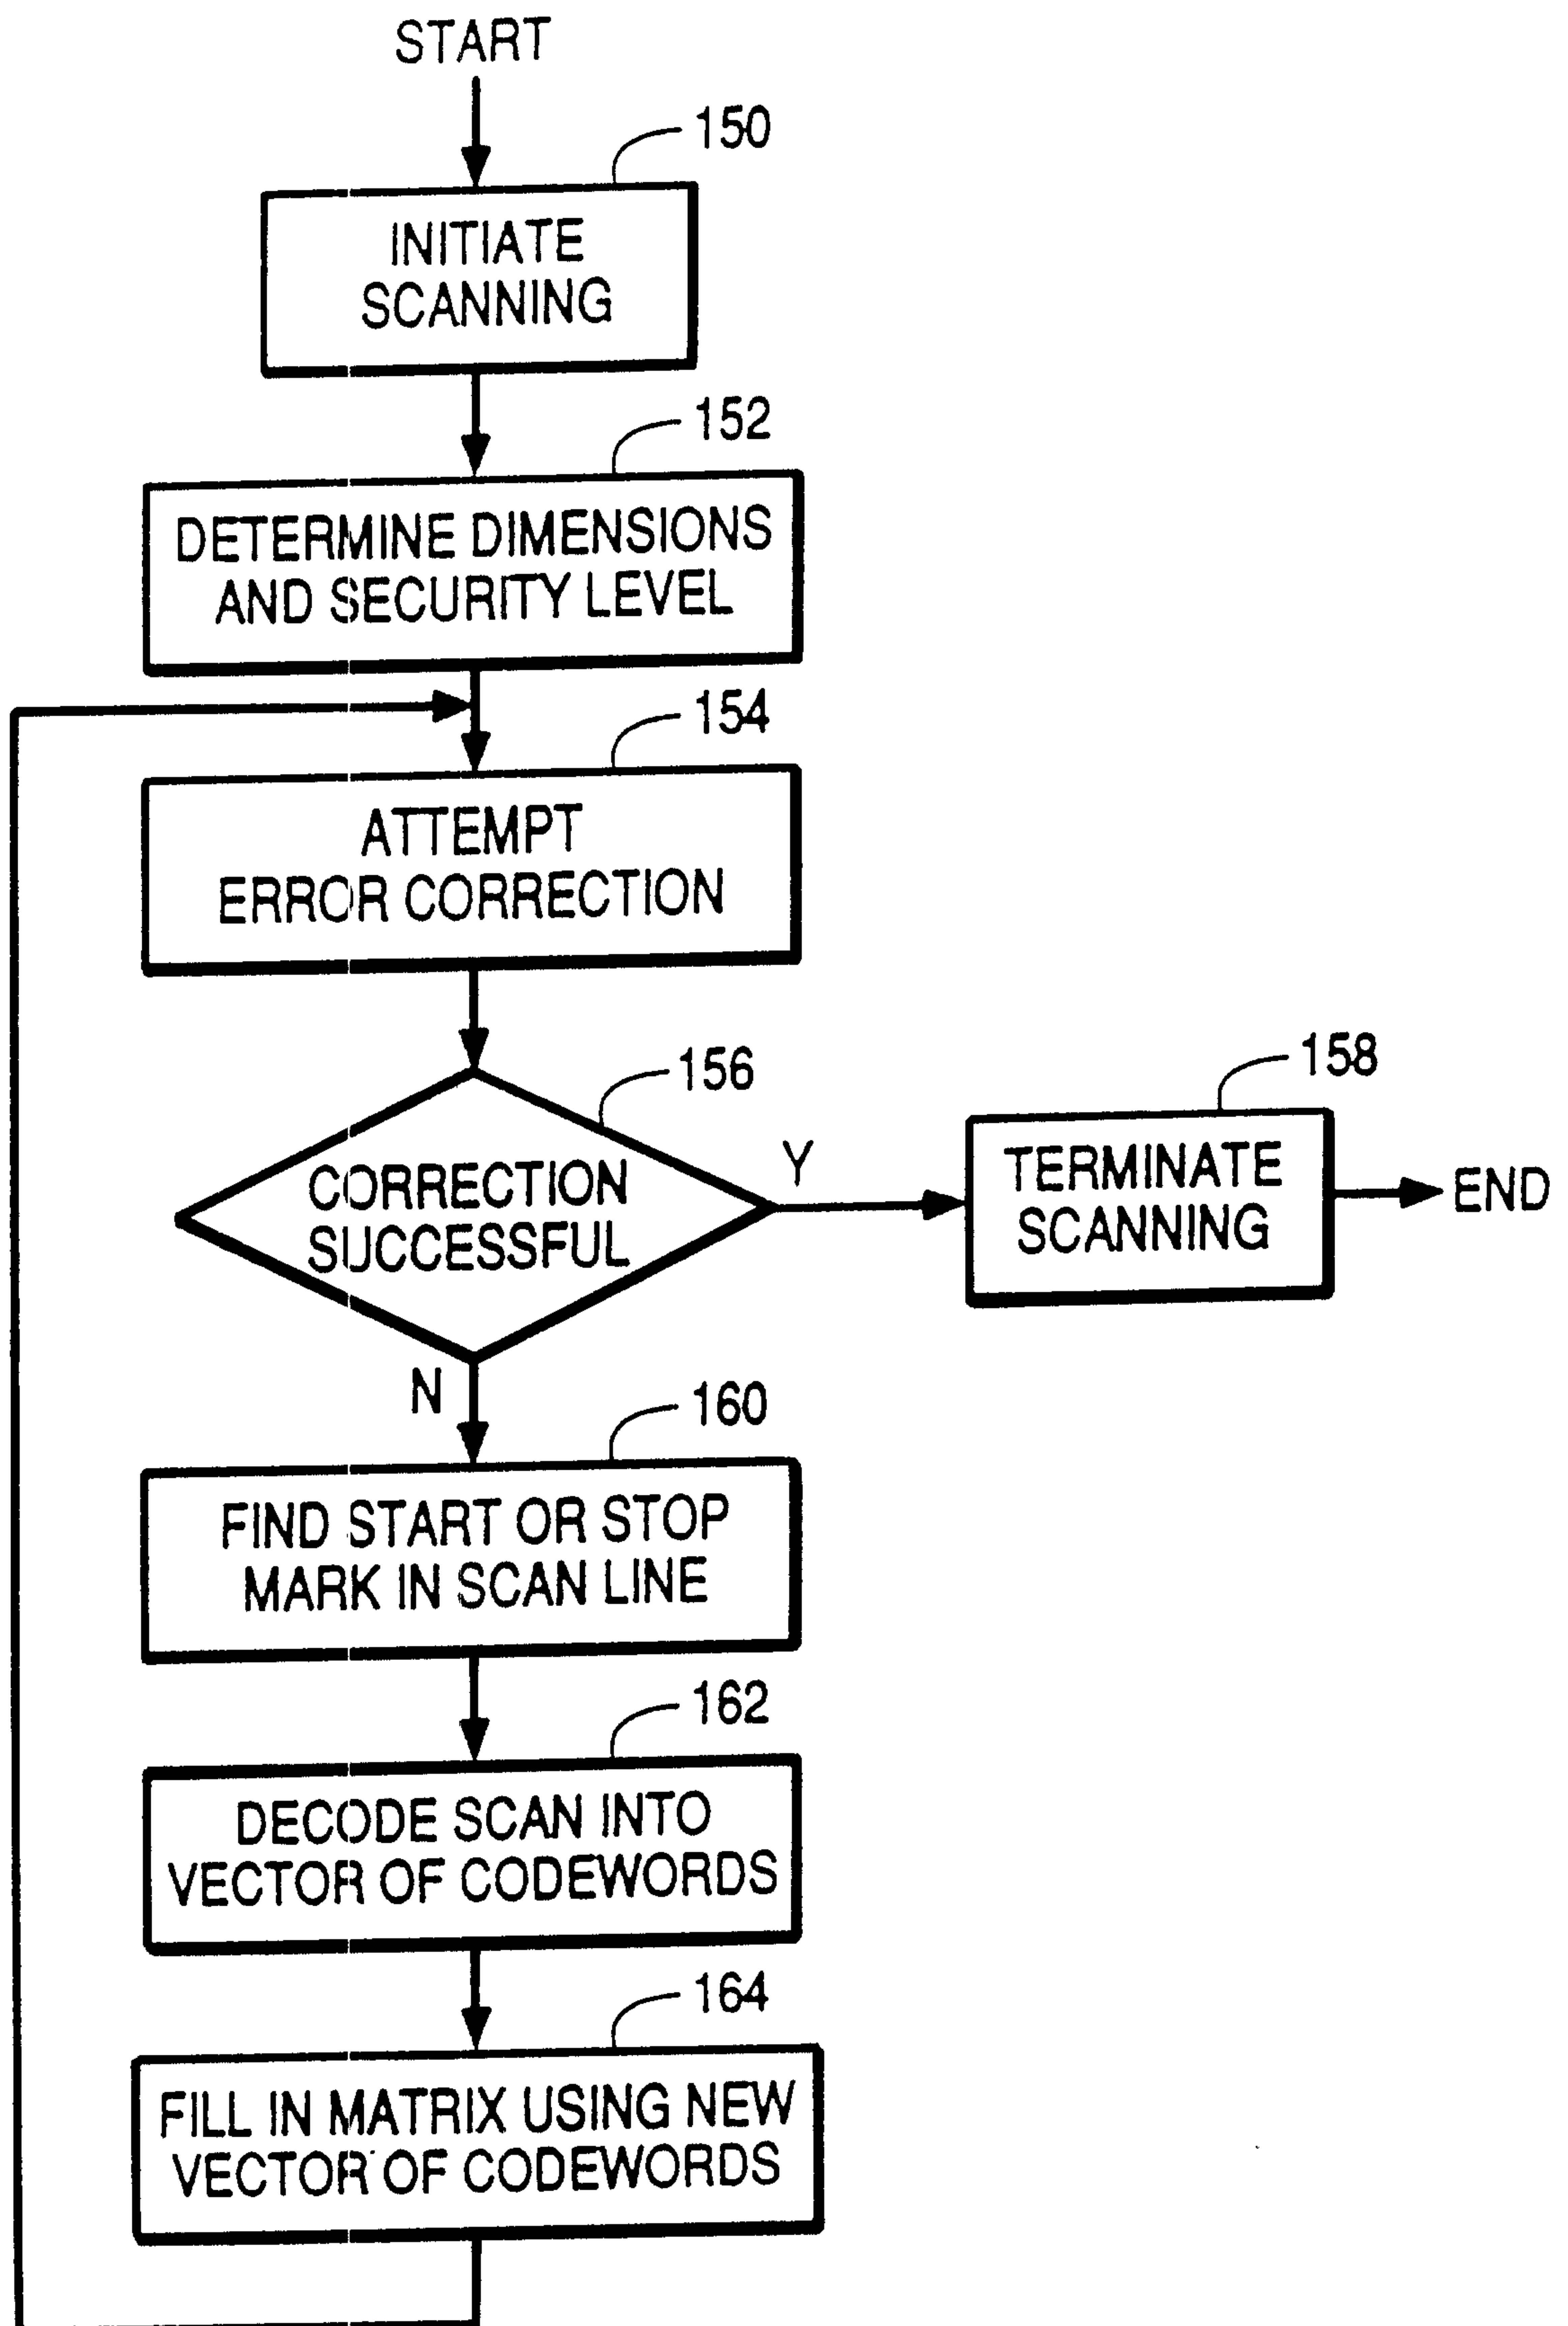 START
150
INITIATE
SCANNING
152
DETERMINE DIMENSIONS
AND SECURITY LEVEL
154
ATTEMPT
ERROR CORRECTION
156
CORRECTION
SUCCESSFUL
Y
158
TERMINATE
SCANNING
END
N
160
FIND START OR STOP
MARK IN SCAN LINE
162
DECODE SCAN INTO
VECTOR OF CODEWORDS
164
FILL IN MATRIX USING NEW
VECTOR OF CODEWORDS